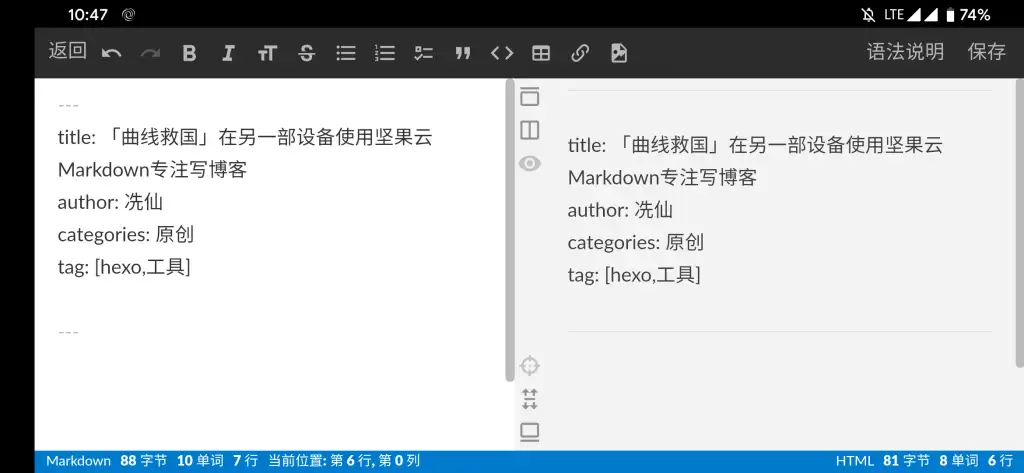 10:47
LTE 74%
返回
语法说明 保存
---
title: 「曲线救国」在另一部设备使用坚果云
Markdown专注写博客
author: 冼仙
categories: 原创
tag: [hexo,工具]
---
title: 「曲线救国」在另一部设备使用坚果云
Markdown专注写博客
author: 冼仙
categories: 原创
tag: [hexo,工具]
Markdown 88 字节 10 单词 7 行 当前位置: 第 6 行, 第 0 列
HTML 81 字节 8 单词 6 行